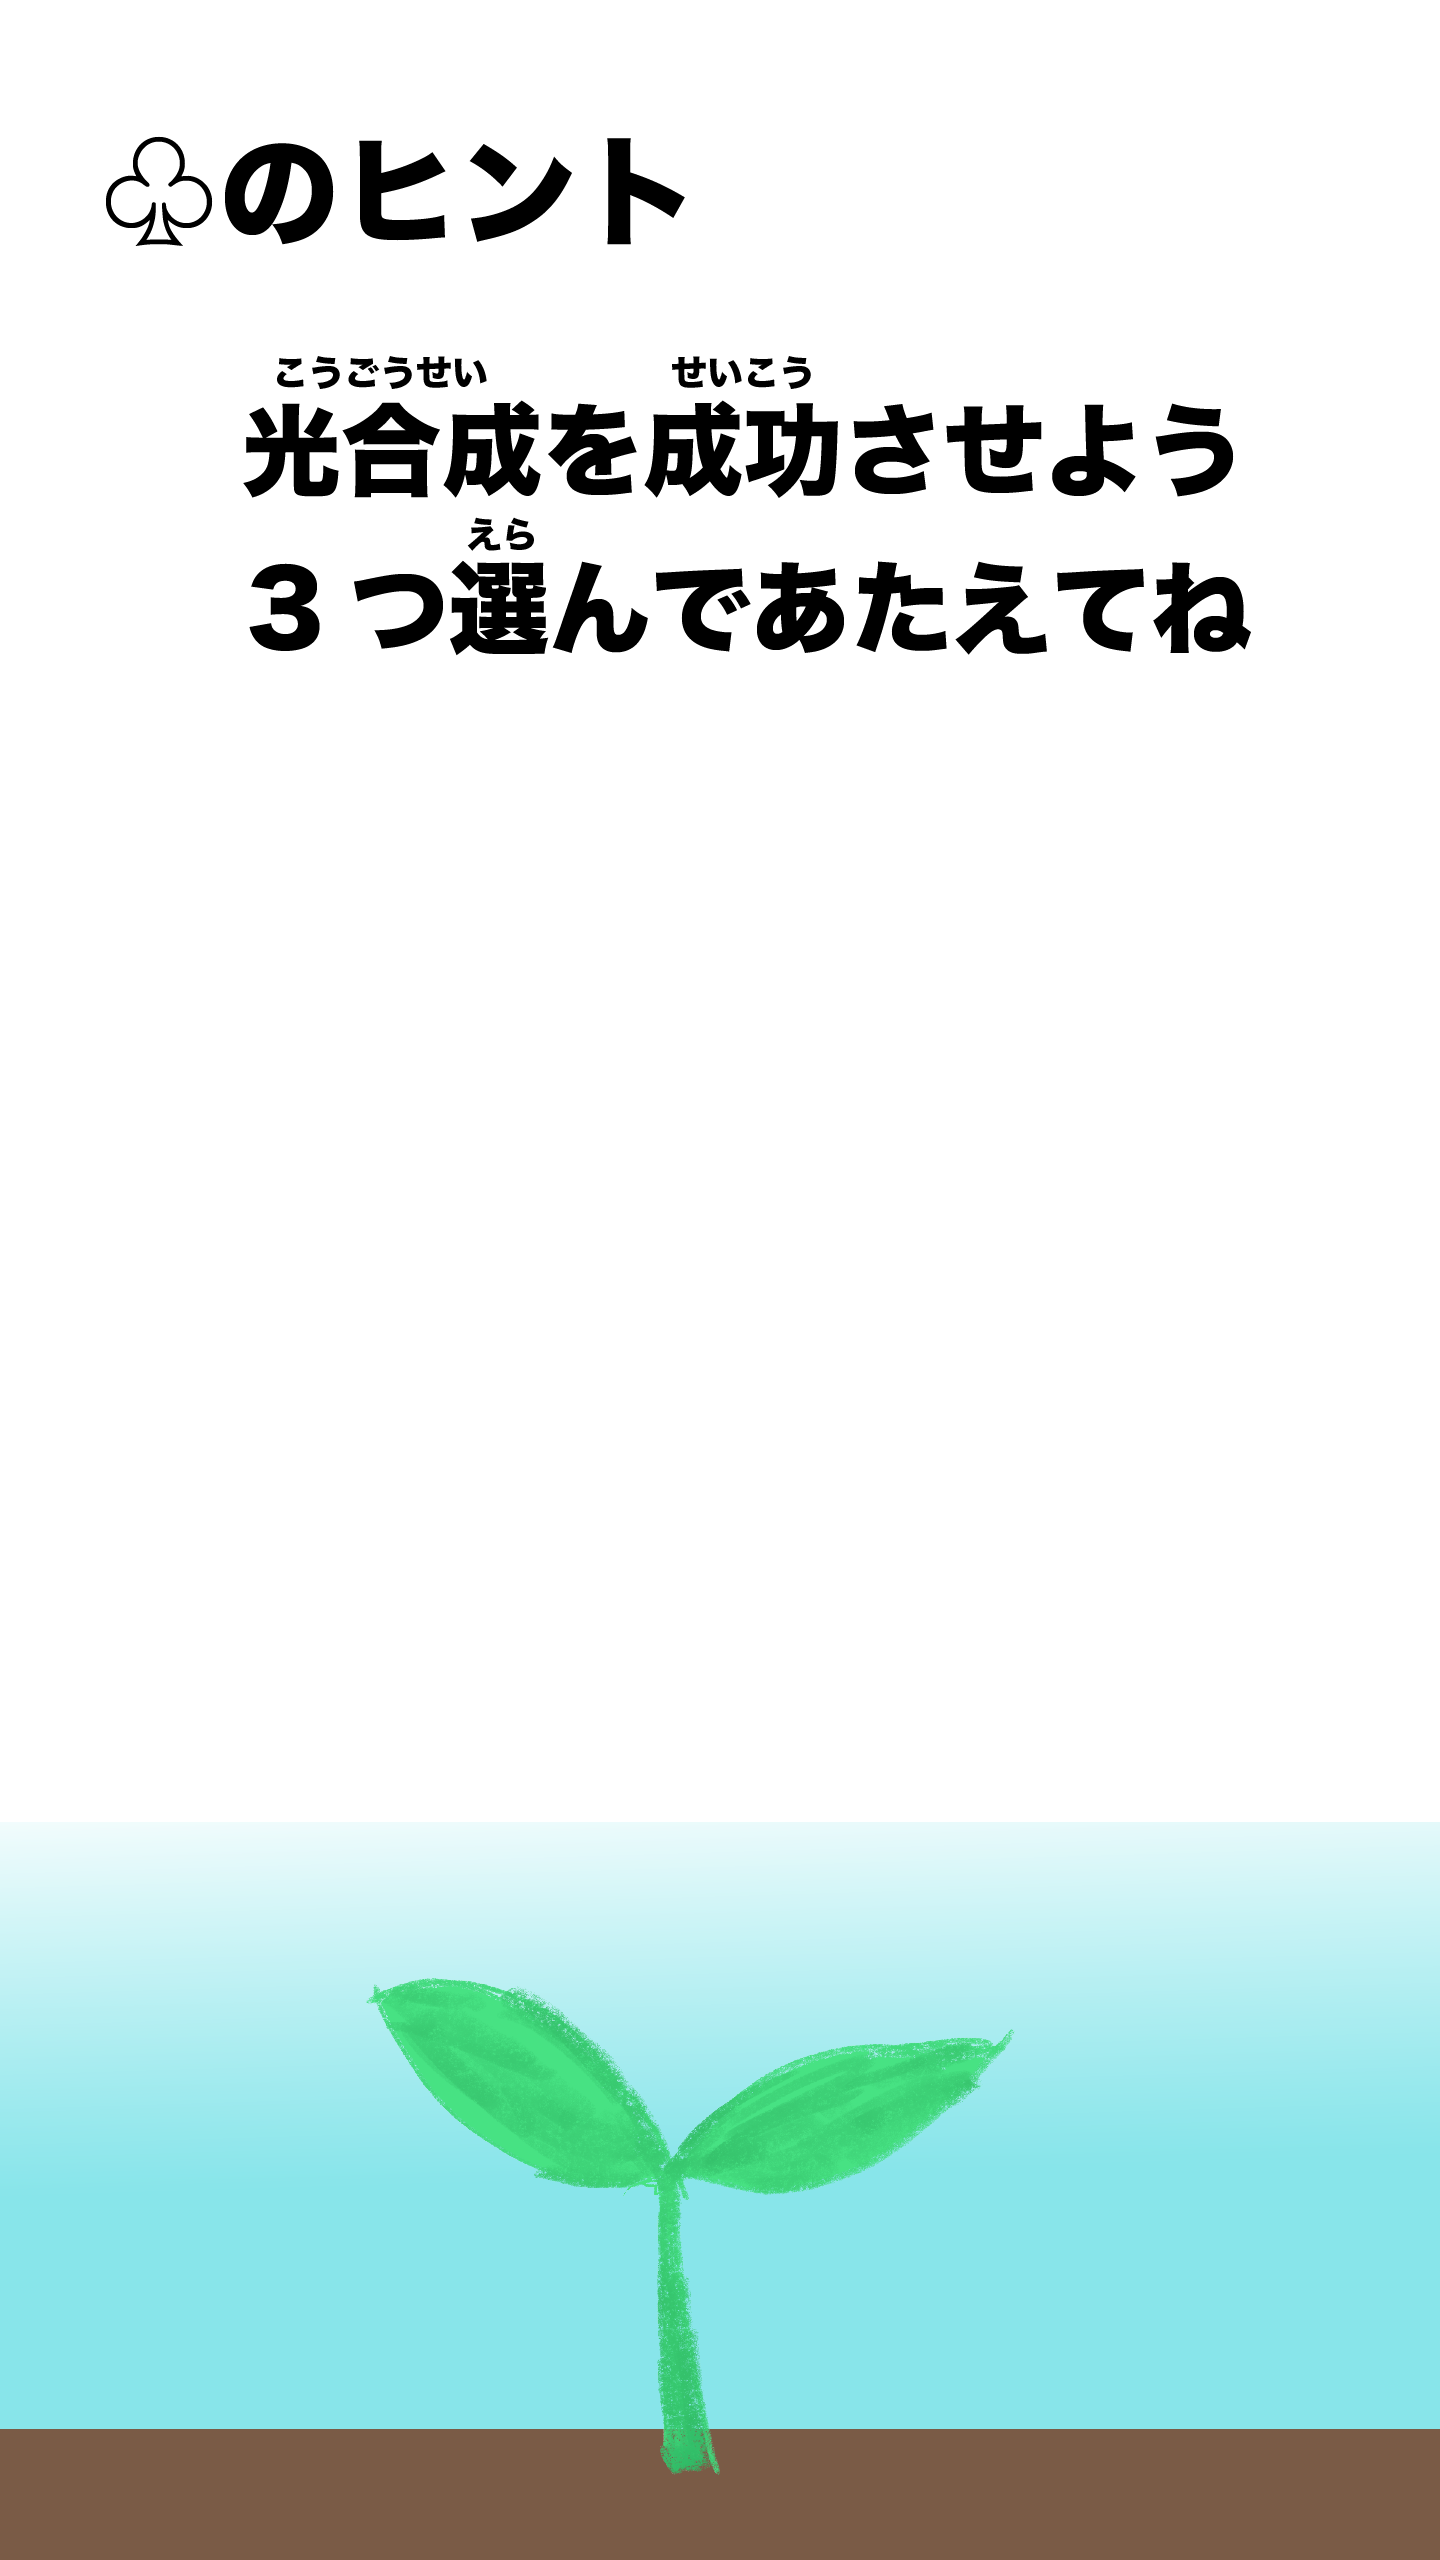 ♧のヒント
こうごうせい せいこう
光合成を成功させよう
えら
3つ選んであたえてね